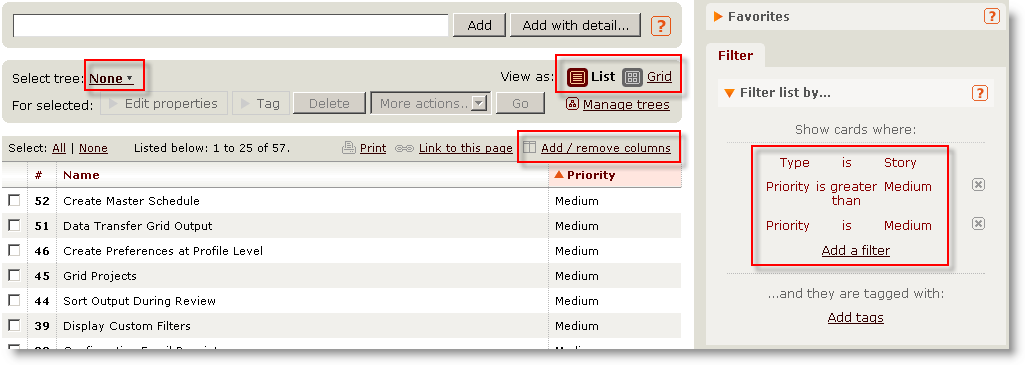 Add Add with detail... ?
Select tree: None View as: List Grid
For selected: Edit properties Tag Delete More actions.. Go Manage trees
Select: All | None Listed below: 1 to 25 of 57. Print Link to this page Add / remove columns
# Name Priority
52 Create Master Schedule Medium
51 Data Transfer Grid Output Medium
46 Create Preferences at Profile Level Medium
45 Grid Projects Medium
44 Sort Output During Review Medium
39 Display Custom Filters Medium
Favorites ?
Filter
Filter list by... ?
Show cards where:
Type is Story
Priority is greater Medium
than
Priority is Medium
Add a filter
...and they are tagged with:
Add tags